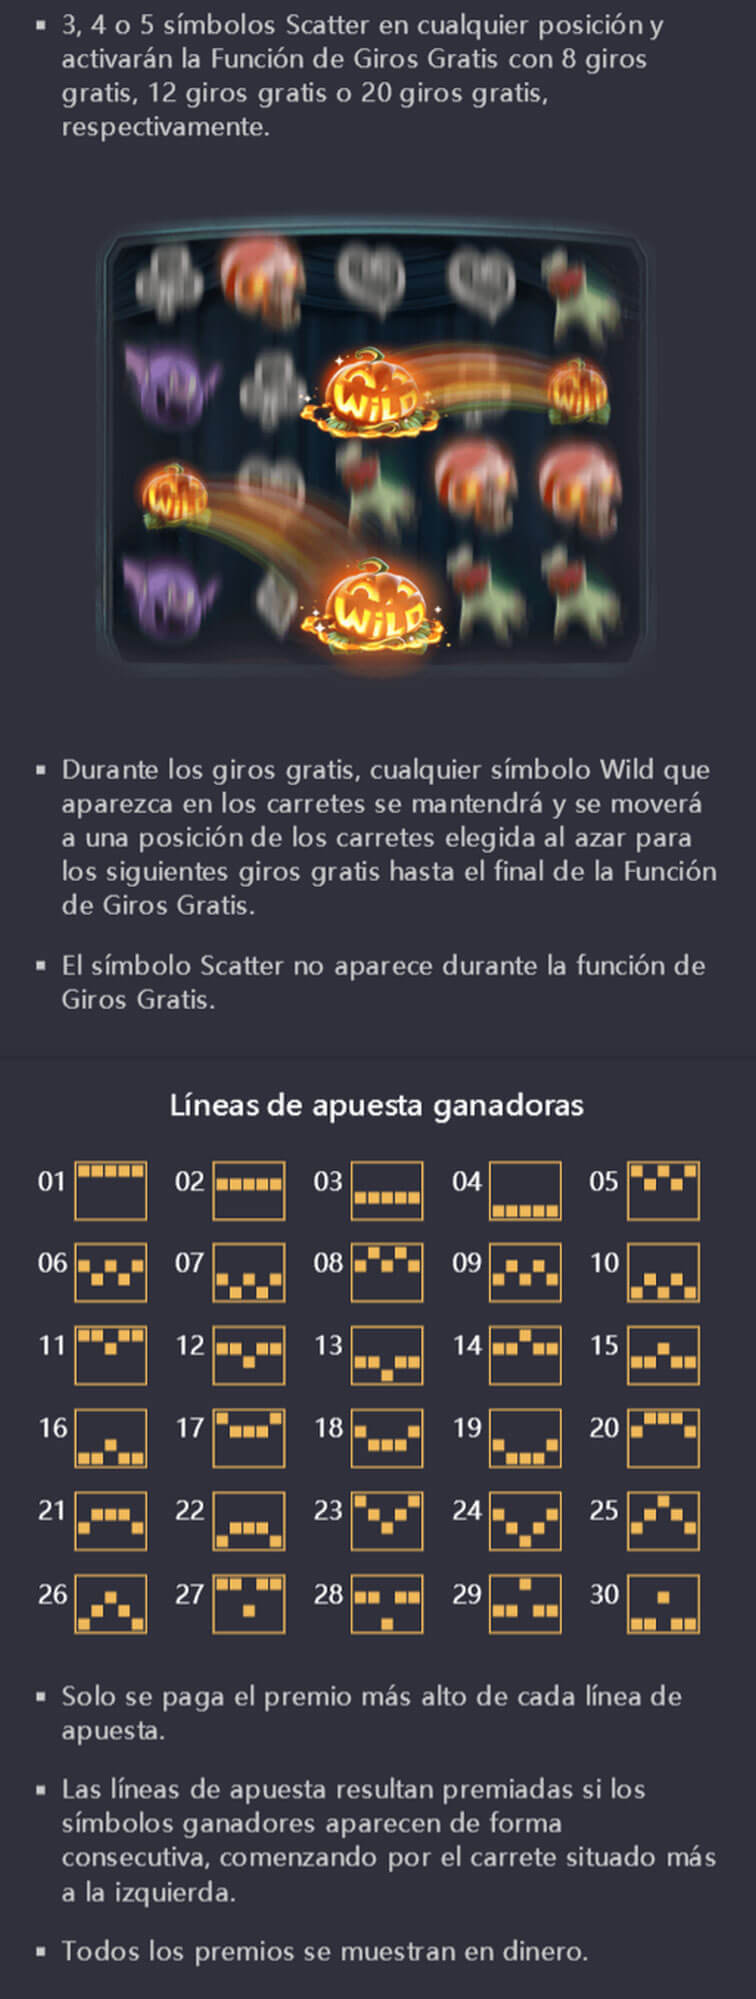 ▪ 3, 4 o 5 símbolos Scatter en cualquier posición y
activarán la Función de Giros Gratis con 8 giros
gratis, 12 giros gratis o 20 giros gratis,
respectivamente.
WILD
WILD
WILD
WILD
▪ Durante los giros gratis, cualquier símbolo Wild que
aparezca en los carretes se mantendrá y se moverá
a una posición de los carretes elegida al azar para
los siguientes giros gratis hasta el final de la Función
de Giros Gratis.
▪ El símbolo Scatter no aparece durante la función de
Giros Gratis.
Líneas de apuesta ganadoras
01 02 03 04 05
06 07 08 09 10
11 12 13 14 15
16 17 18 19 20
21 22 23 24 25
26 27 28 29 30
▪ Solo se paga el premio más alto de cada línea de
apuesta.
▪ Las líneas de apuesta resultan premiadas si los
símbolos ganadores aparecen de forma
consecutiva, comenzando por el carrete situado más
a la izquierda.
▪ Todos los premios se muestran en dinero.